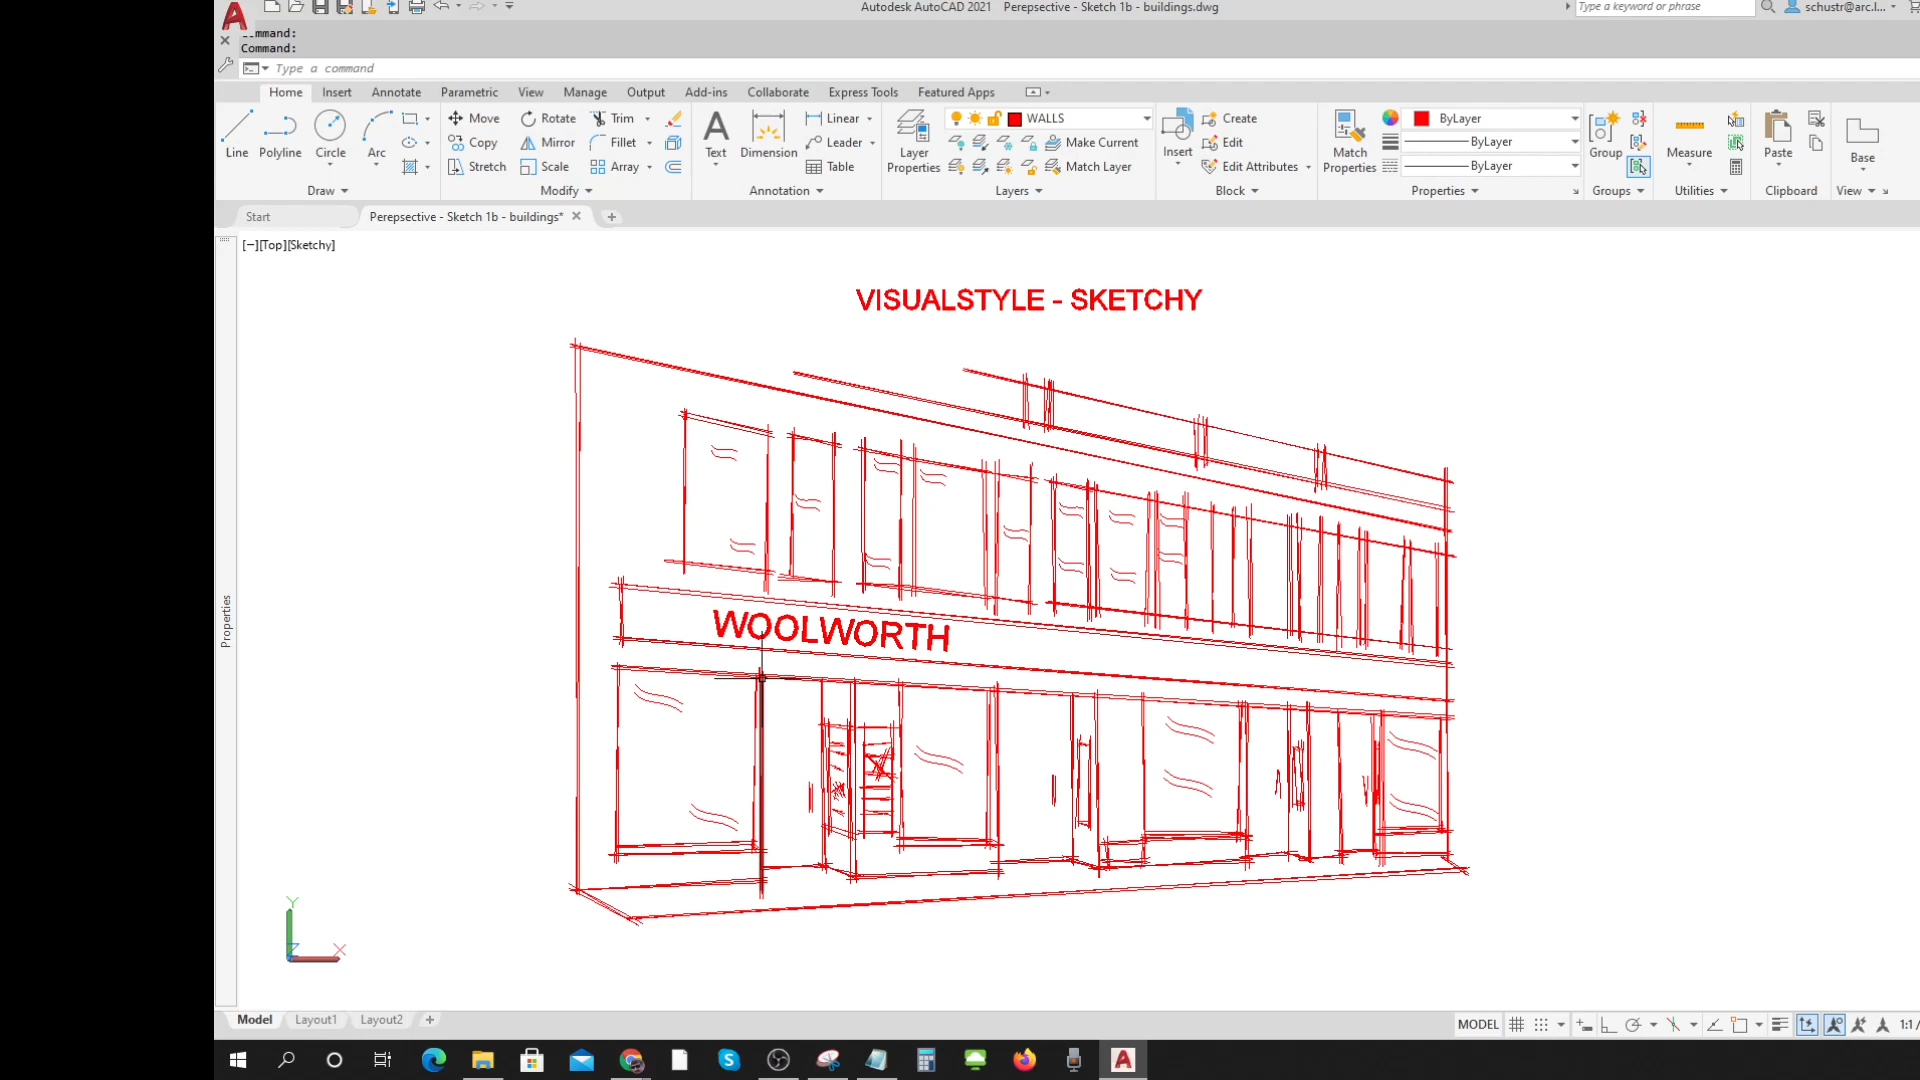 Autodesk AutoCAD 2021 Perepsective - Sketch 1b - buildings.dwg
Type a keyword or phrase
schustr@arc.l...
Command:
Command:
Type a command
Home Insert Annotate Parametric View Manage Output Add-ins Collaborate Express Tools Featured Apps
Move Rotate Trim Linear WALLS Create ByLayer
Copy Mirror Fillet Leader Make Current Edit ByLayer
Line Polyline Circle Arc Text Dimension Layer Properties Insert Match Properties Group Measure Paste Base
Stretch Scale Array Table Match Layer Edit Attributes ByLayer
Draw Modify Annotation Layers Block Properties Groups Utilities Clipboard View
Start Perepsective - Sketch 1b - buildings*
[−][Top][Sketchy]
VISUALSTYLE - SKETCHY
WOOLWORTH
Properties
Y
Z
X
Model Layout1 Layout2
MODEL 1:1